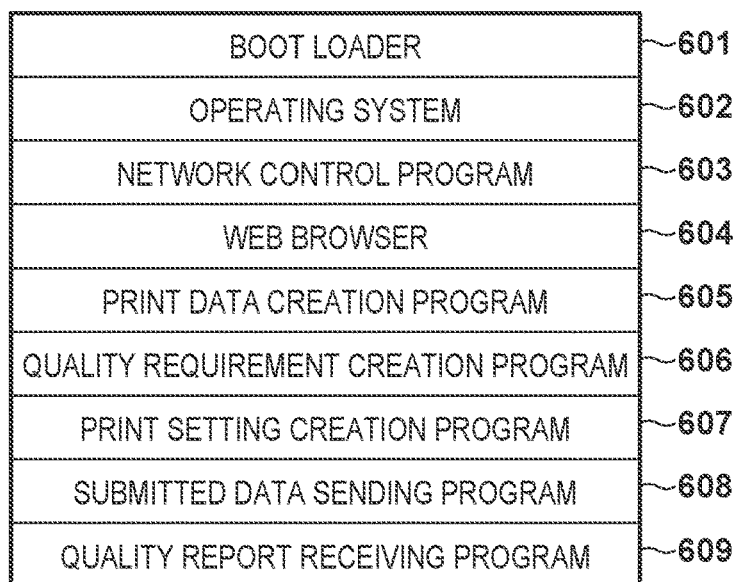 BOOT LOADER 601
OPERATING SYSTEM 602
NETWORK CONTROL PROGRAM 603
WEB BROWSER 604
PRINT DATA CREATION PROGRAM 605
QUALITY REQUIREMENT CREATION PROGRAM 606
PRINT SETTING CREATION PROGRAM 607
SUBMITTED DATA SENDING PROGRAM 608
QUALITY REPORT RECEIVING PROGRAM 609